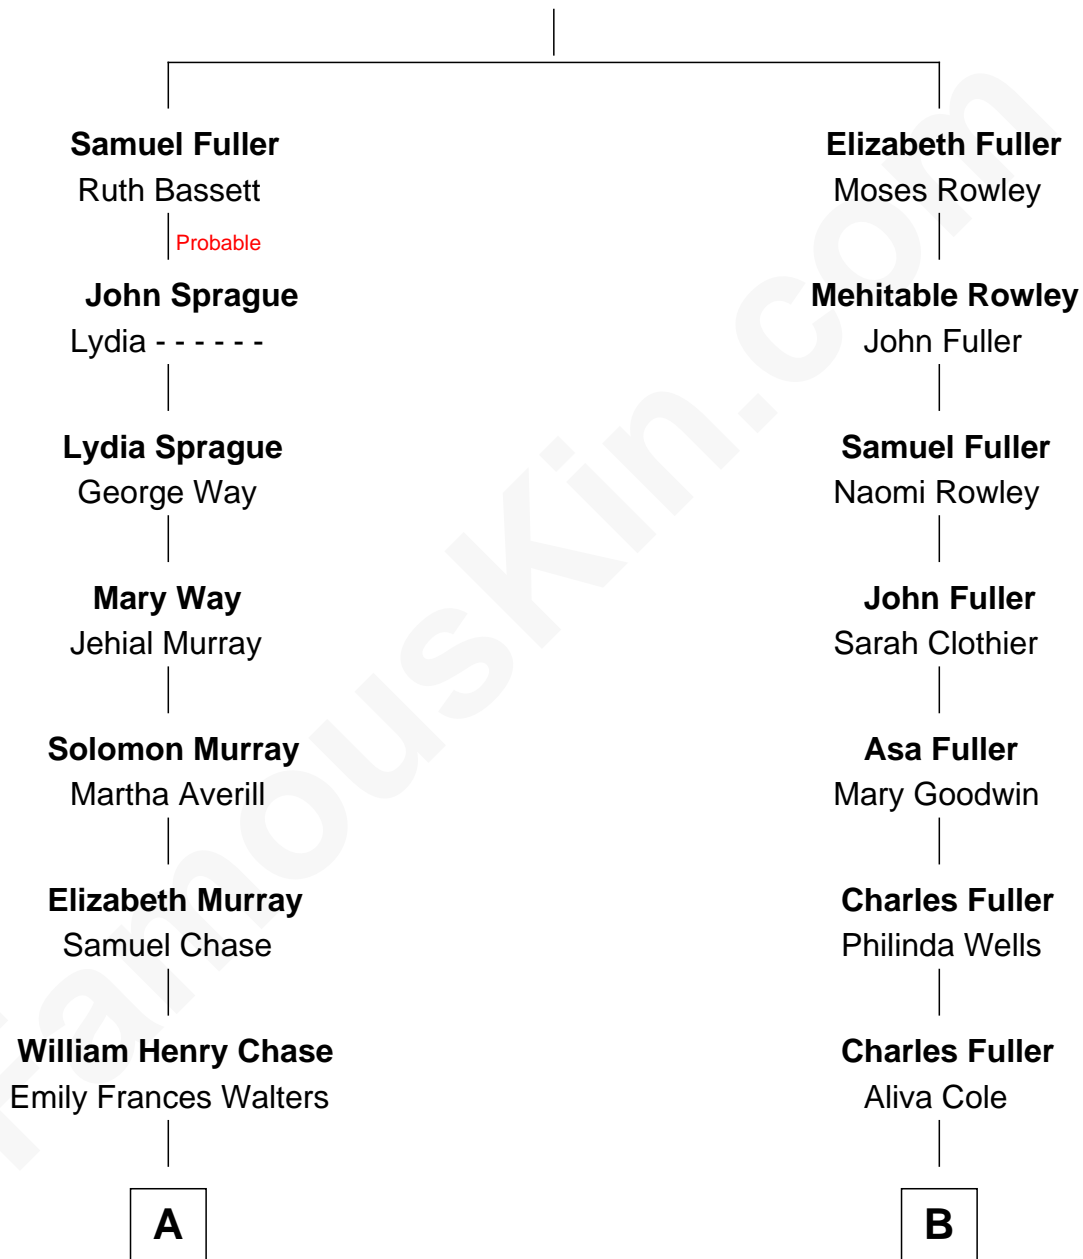 Samuel Fuller
Ruth Bassett
Probable
John Sprague
Lydia - - - - - -
Lydia Sprague
George Way
Mary Way
Jehial Murray
Solomon Murray
Martha Averill
Elizabeth Murray
Samuel Chase
William Henry Chase
Emily Frances Walters
A
Elizabeth Fuller
Moses Rowley
Mehitable Rowley
John Fuller
Samuel Fuller
Naomi Rowley
John Fuller
Sarah Clothier
Asa Fuller
Mary Goodwin
Charles Fuller
Philinda Wells
Charles Fuller
Aliva Cole
B
FamousKin.com